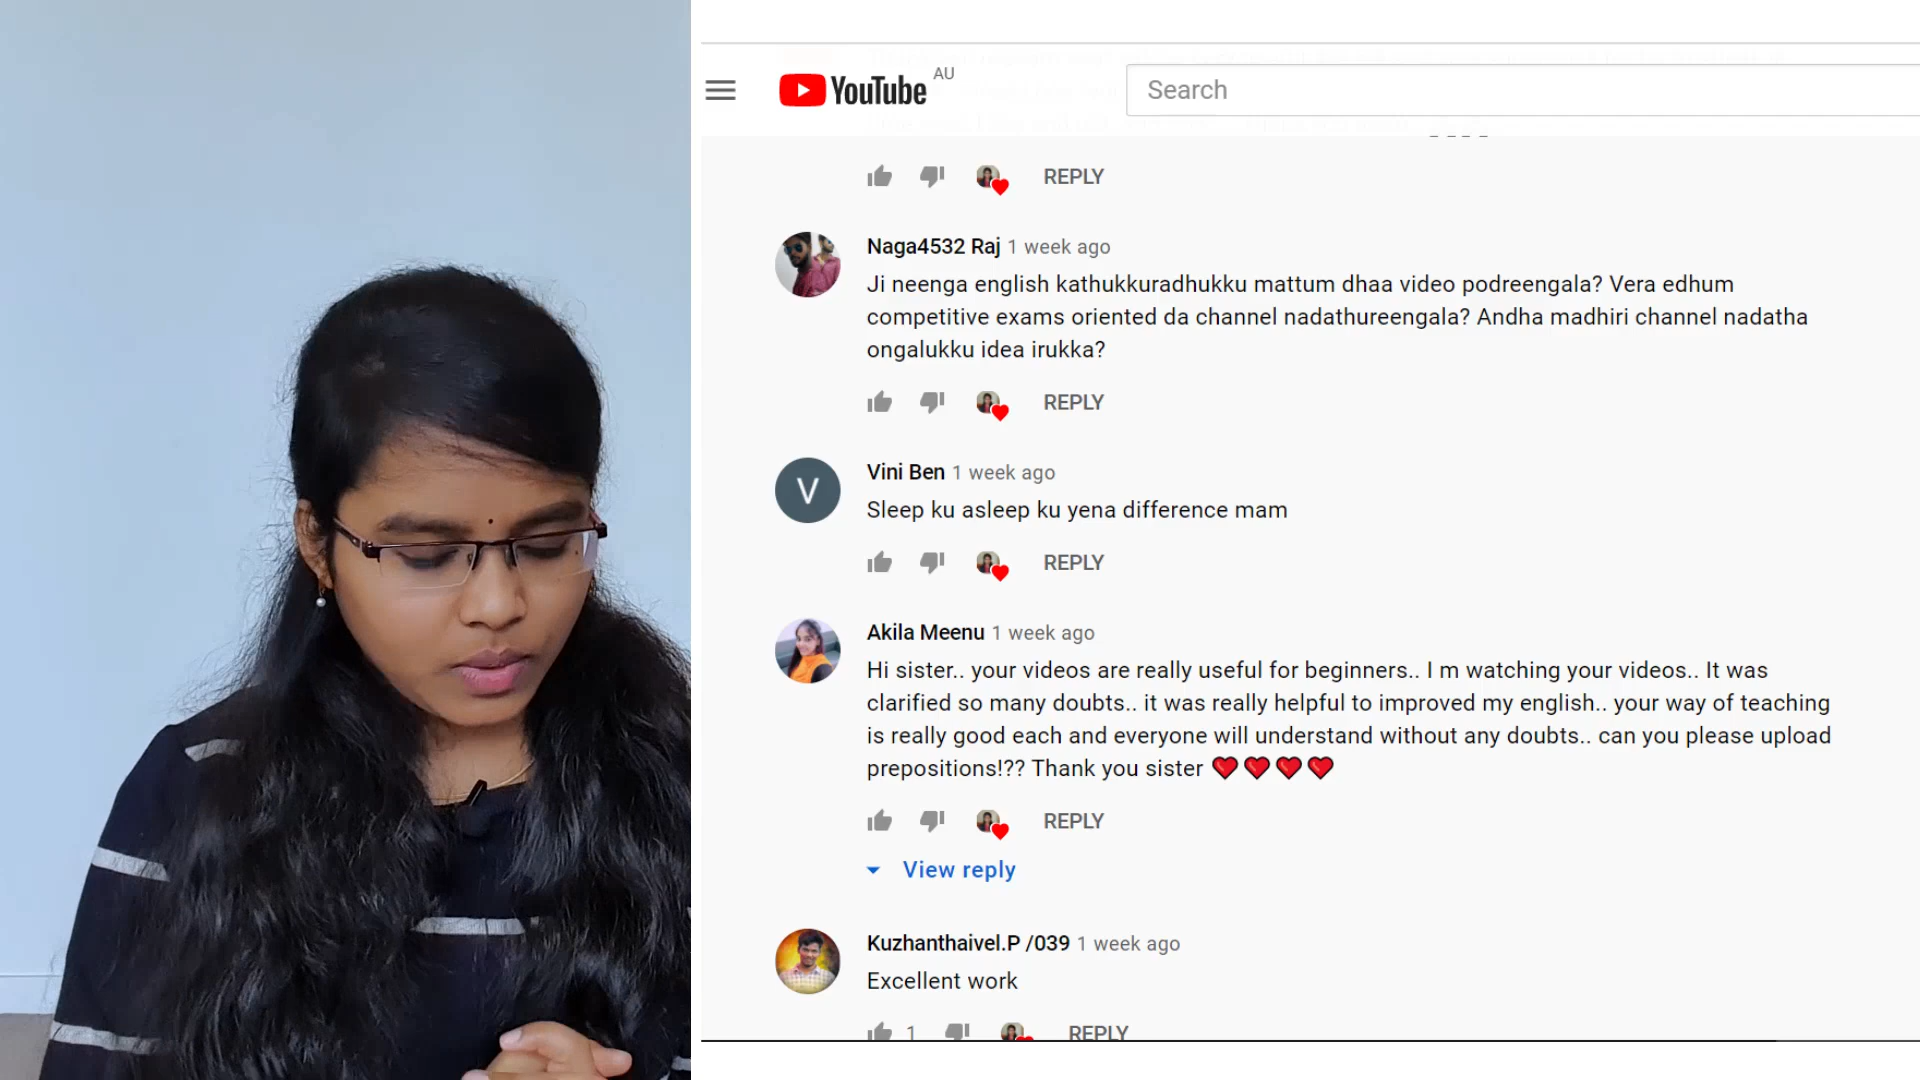 YouTube AU
Search
REPLY
Naga4532 Raj 1 week ago
Ji neenga english kathukkuradhukku mattum dhaa video podreengala? Vera edhum
competitive exams oriented da channel nadathureengala? Andha madhiri channel nadatha
ongalukku idea irukka?
REPLY
V
Vini Ben 1 week ago
Sleep ku asleep ku yena difference mam
REPLY
Akila Meenu 1 week ago
Hi sister.. your videos are really useful for beginners.. I m watching your videos.. It was
clarified so many doubts.. it was really helpful to improved my english.. your way of teaching
is really good each and everyone will understand without any doubts.. can you please upload
prepositions!?? Thank you sister ❤️❤️❤️❤️
REPLY
View reply
Kuzhanthaivel.P /039 1 week ago
Excellent work
1 REPLY